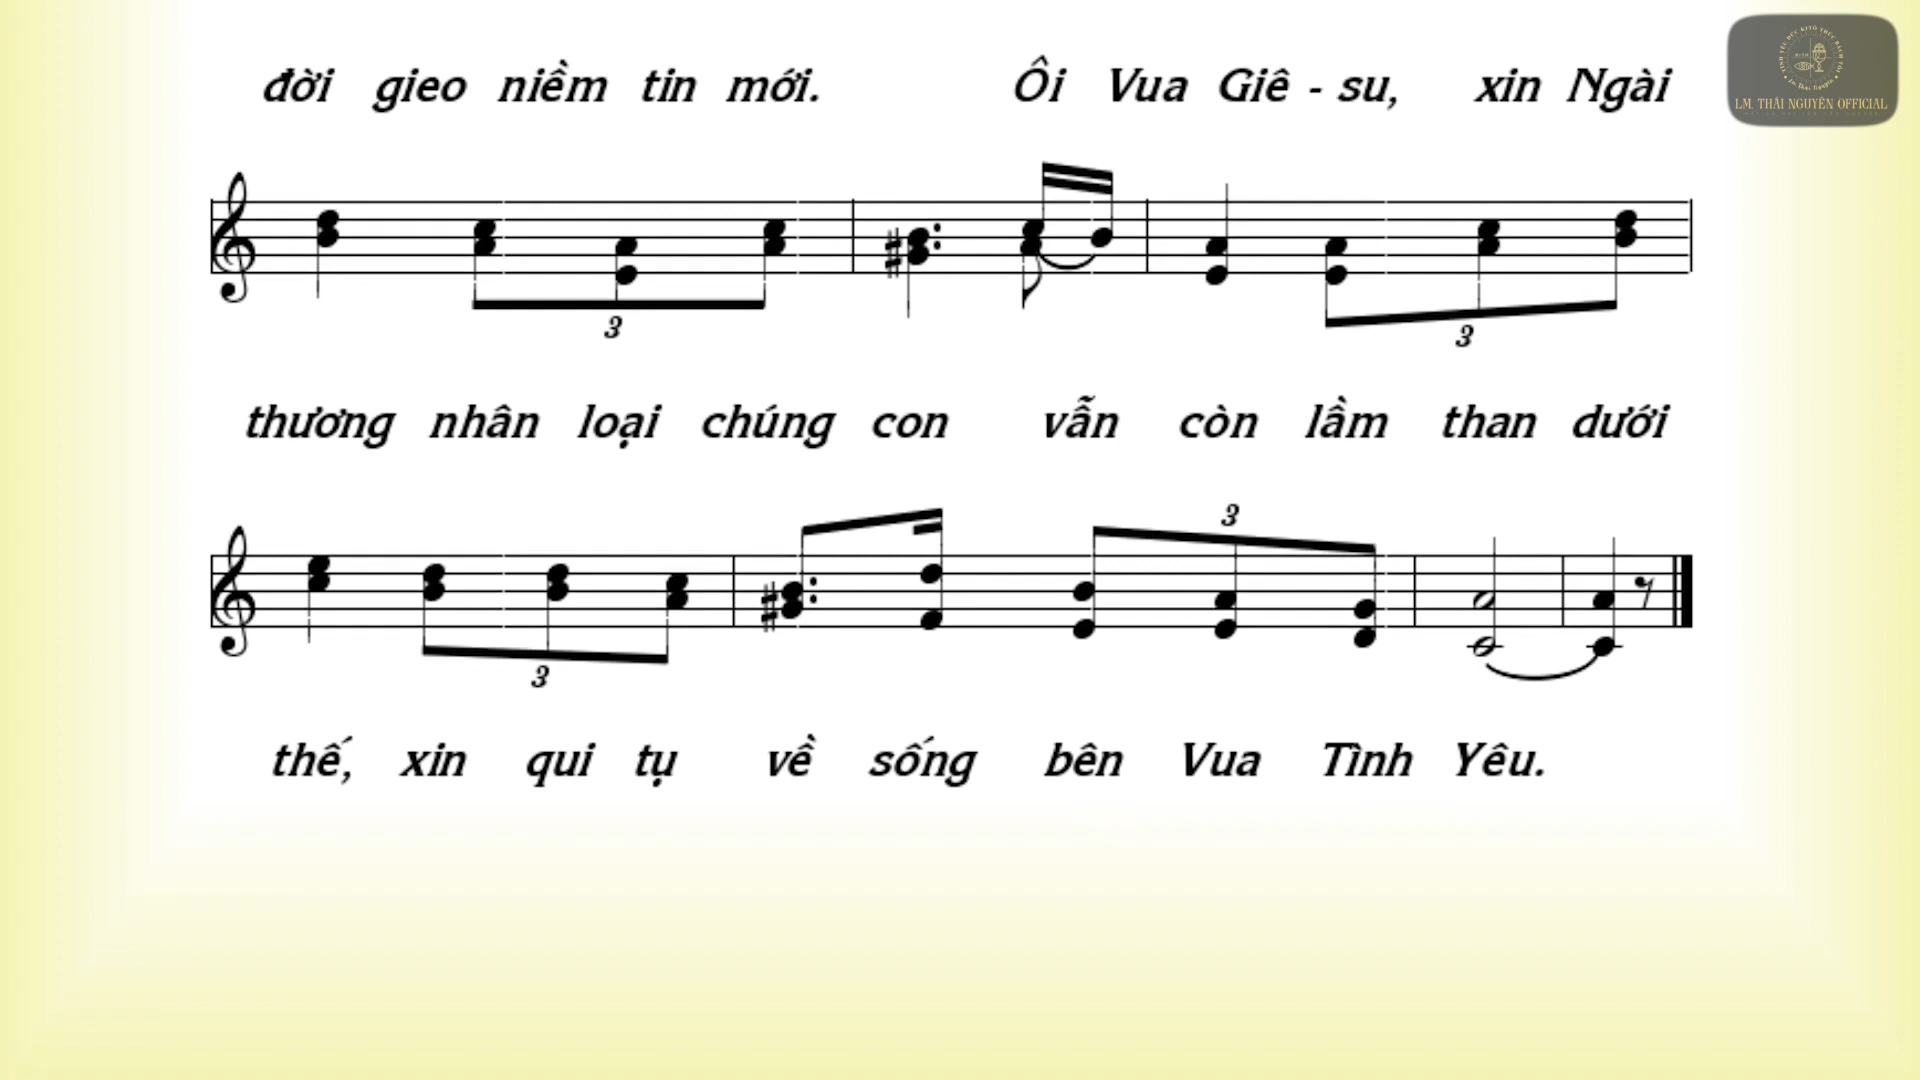 đời gieo niềm tin mới. Ôi Vua Giê - su, xin Ngài
LM. THÁI NGUYÊN OFFICIAL
3 3
thương nhân loại chúng con vẫn còn lầm than dưới
3
3
thế, xin qui tụ về sống bên Vua Tình Yêu.